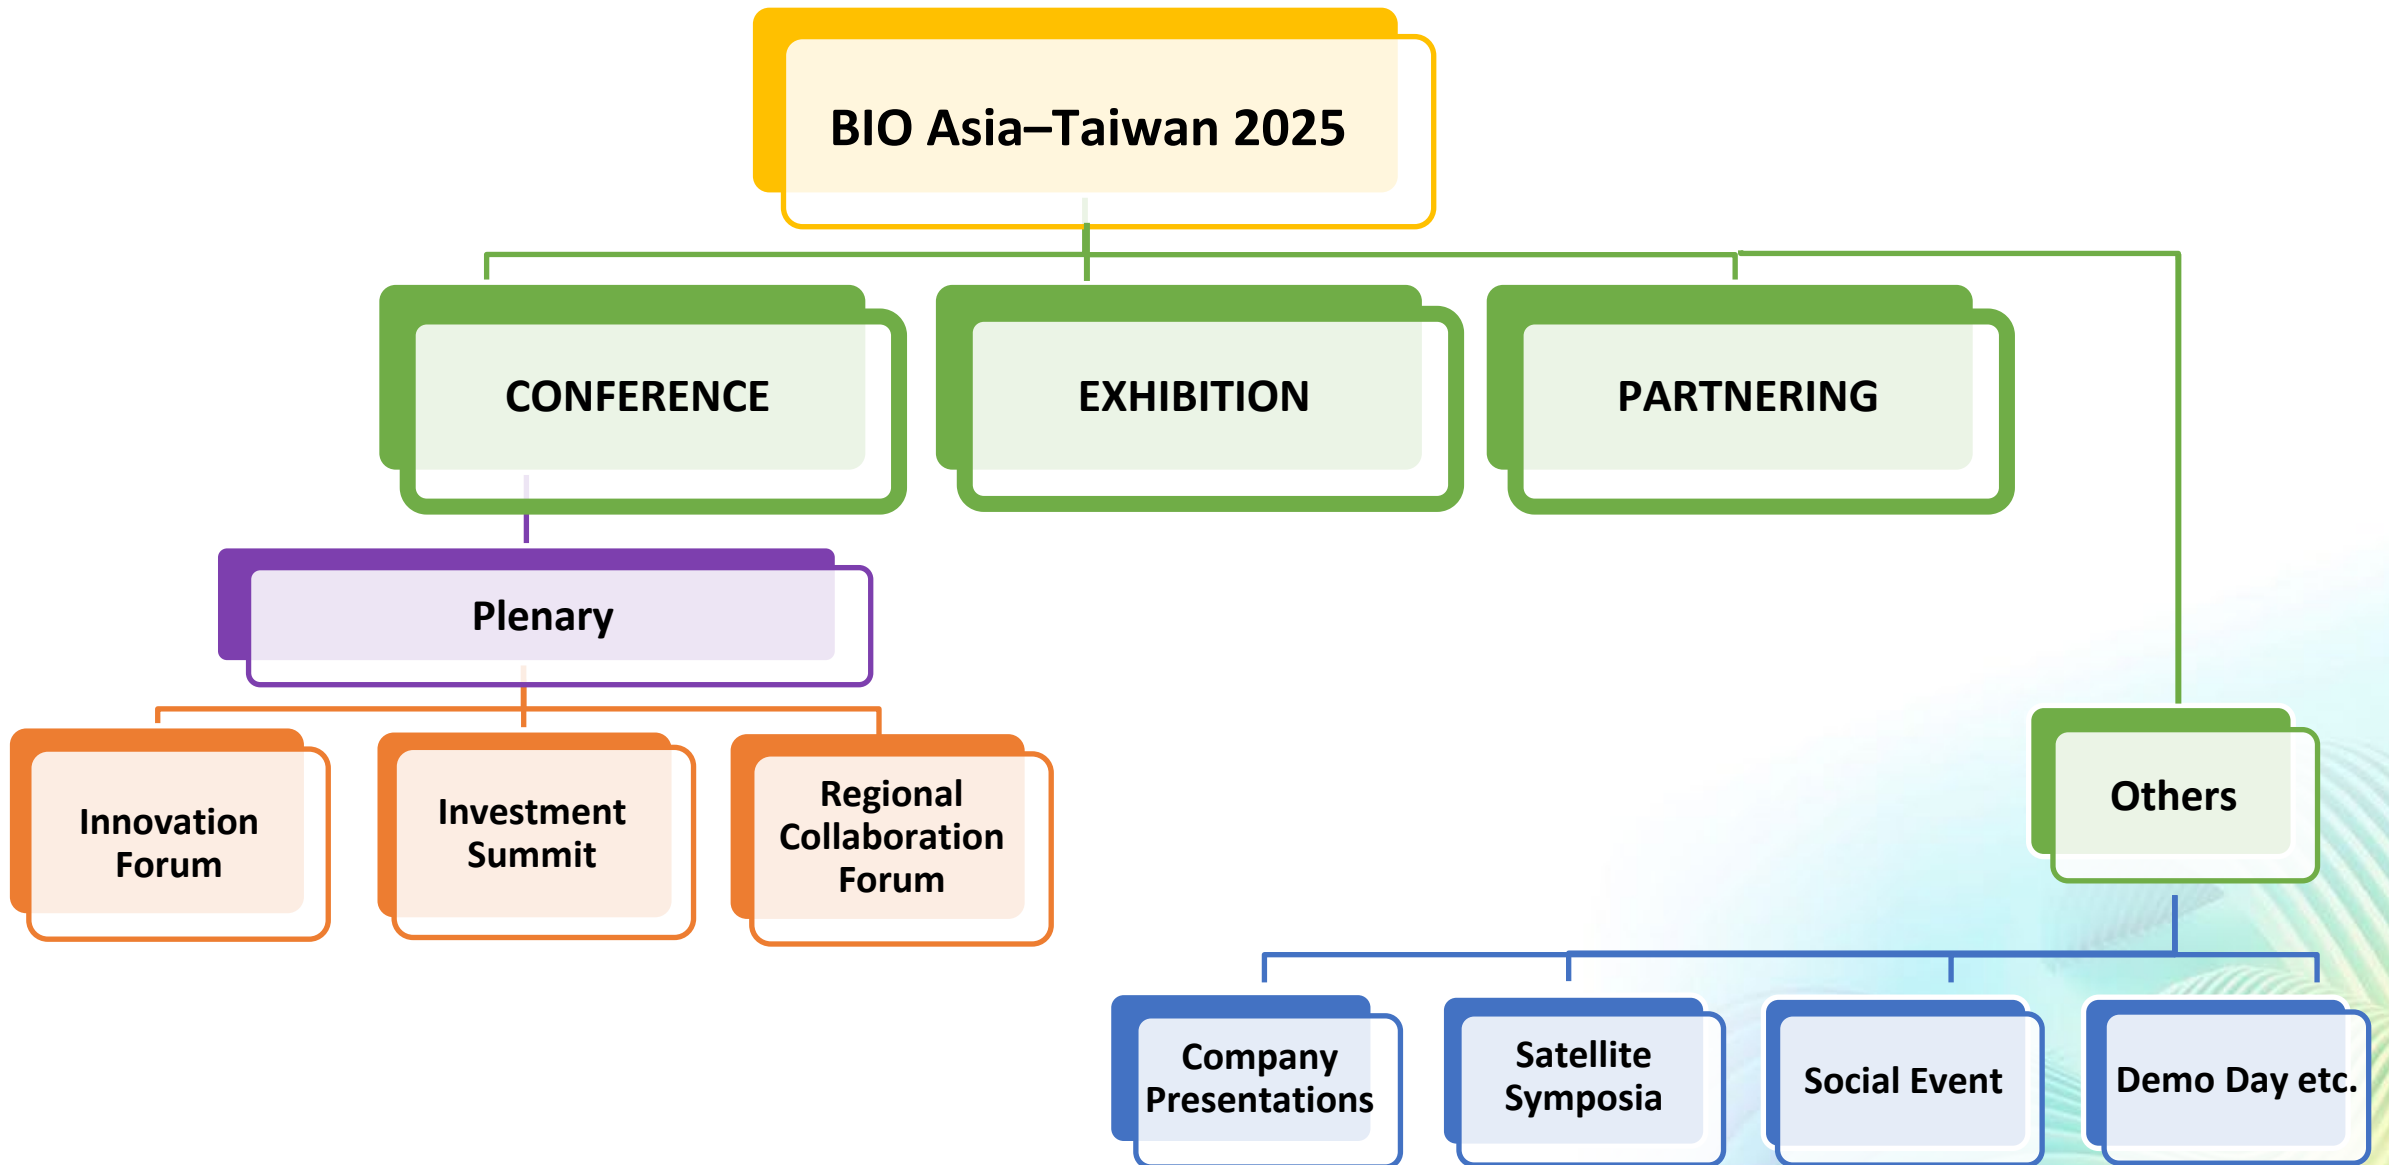 BIO Asia–Taiwan 2025
CONFERENCE
EXHIBITION
PARTNERING
Plenary
Innovation
Forum
Investment
Summit
Regional
Collaboration
Forum
Others
Company
Presentations
Satellite
Symposia
Social Event
Demo Day etc.